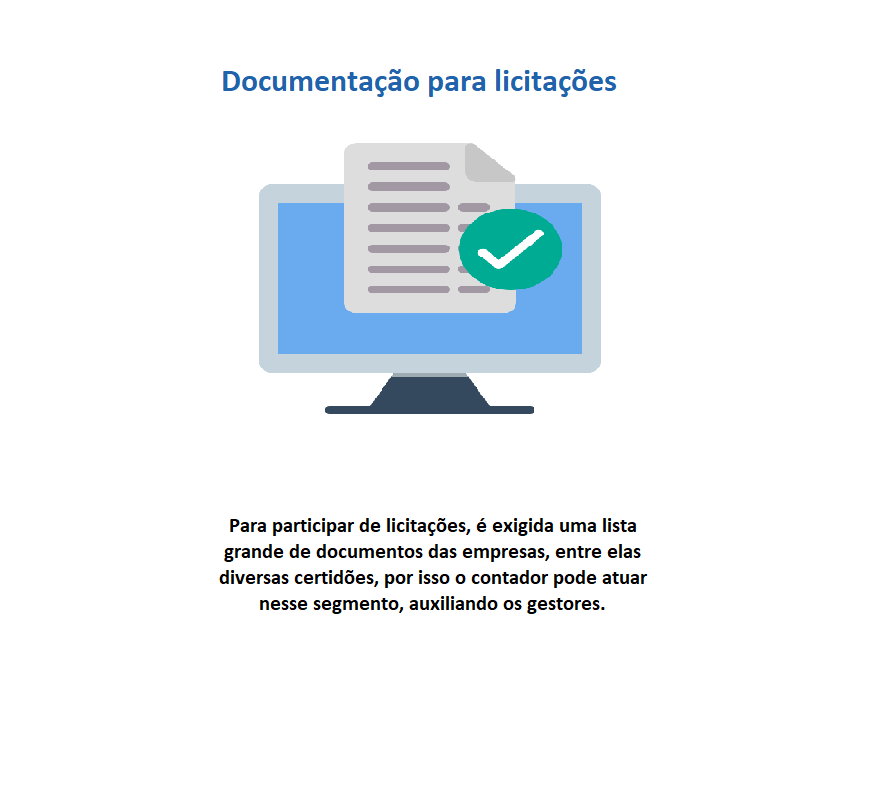 Documentação para licitações
Para participar de licitações, é exigida uma lista
grande de documentos das empresas, entre elas
diversas certidões, por isso o contador pode atuar
nesse segmento, auxiliando os gestores.